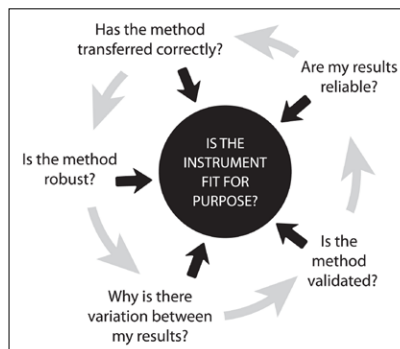 Has the method
transferred correctly?
Are my results
reliable?
IS THE
INSTRUMENT
FIT FOR
PURPOSE?
Is the method
robust?
Is the
method
validated?
Why is there
variation between
my results?